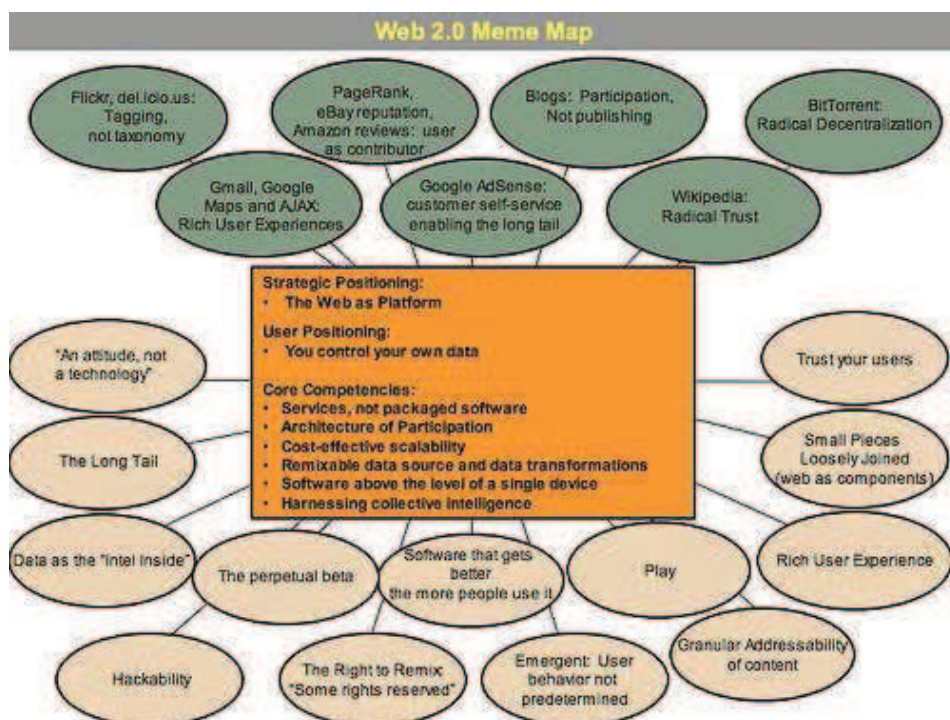 Web 2.0 Meme Map
Flickr, del.icio.us:
Tagging,
not taxonomy
PageRank,
eBay reputation,
Amazon reviews: user
as contributor
Blogs: Participation,
Not publishing
BitTorrent:
Radical Decentralization
Gmail, Google
Maps and AJAX:
Rich User Experiences
Google AdSense:
customer self-service
enabling the long tail
Wikipedia:
Radical Trust
Strategic Positioning:
• The Web as Platform
User Positioning:
• You control your own data
Core Competencies:
• Services, not packaged software
• Architecture of Participation
• Cost-effective scalability
• Remixable data source and data transformations
• Software above the level of a single device
• Harnessing collective intelligence
"An attitude, not
a technology"
Trust your users
The Long Tail
Small Pieces
Loosely Joined
(web as components)
Data as the "Intel Inside"
The perpetual beta
Software that gets
better
the more people use it
Play
Rich User Experience
Hackability
The Right to Remix:
"Some rights reserved"
Emergent: User
behavior not
predetermined
Granular Addressability
of content